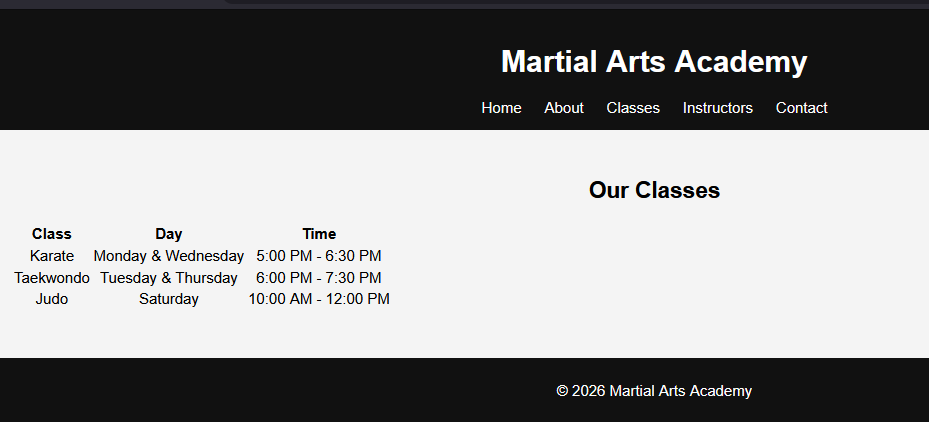 Martial Arts Academy
Home About Classes Instructors Contact
Our Classes
Class Day Time
Karate Monday & Wednesday 5:00 PM - 6:30 PM
Taekwondo Tuesday & Thursday 6:00 PM - 7:30 PM
Judo Saturday 10:00 AM - 12:00 PM
© 2026 Martial Arts Academy